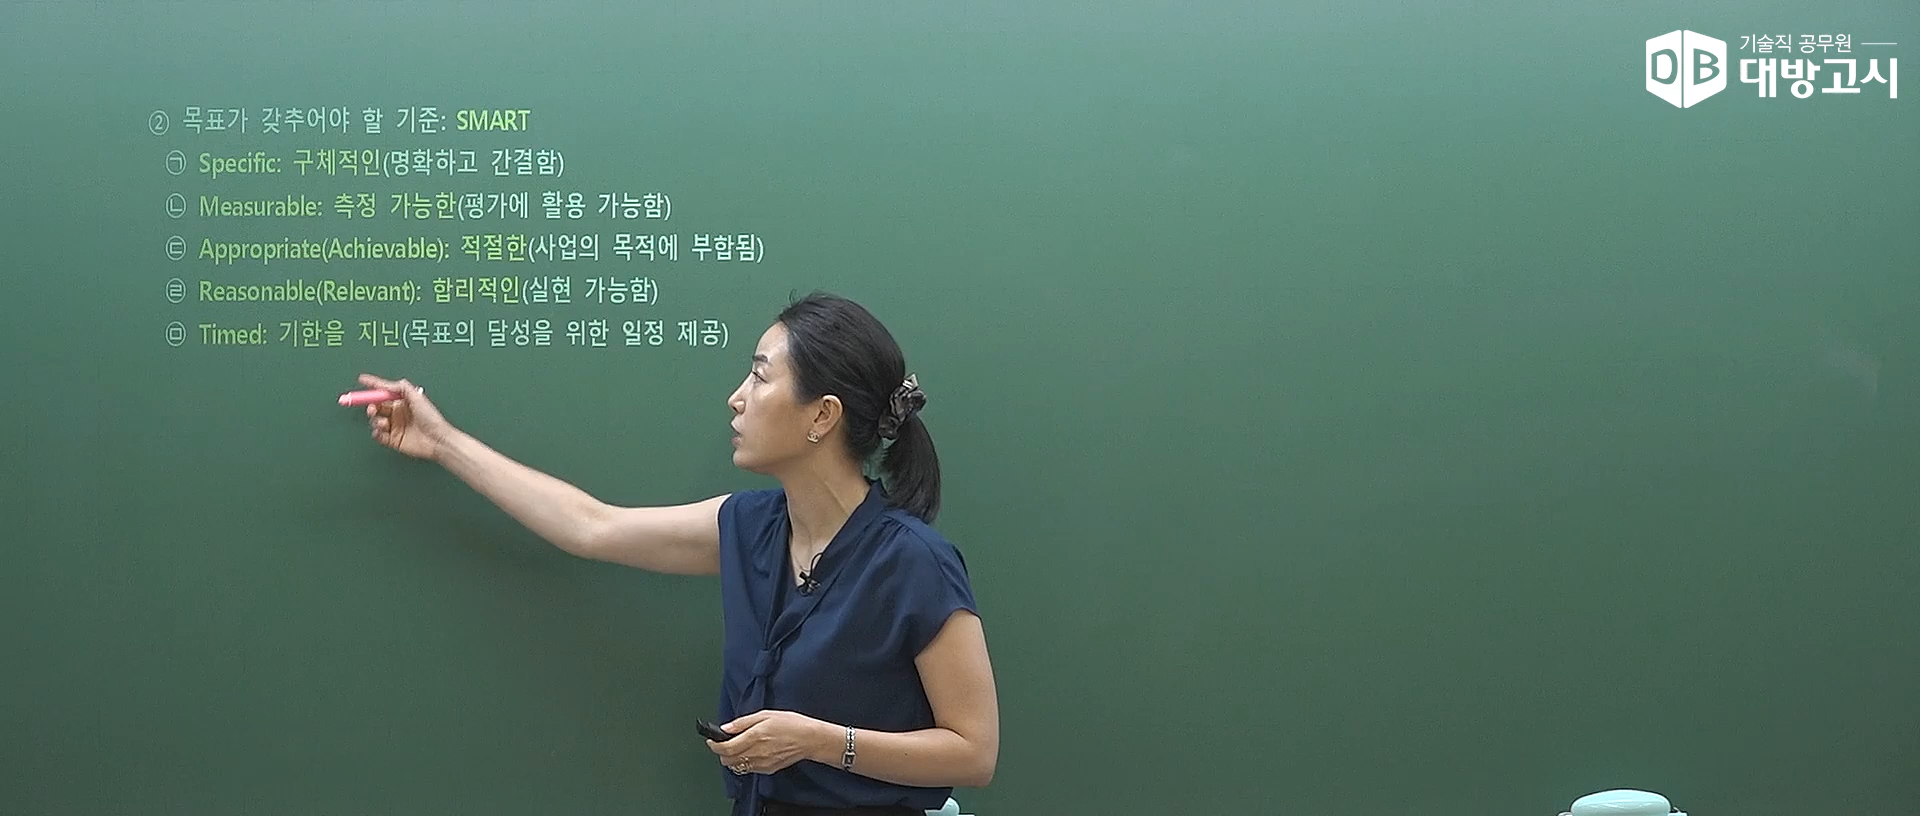 기술직 공무원
대방고시
② 목표가 갖추어야 할 기준: SMART
㉠ Specific: 구체적인(명확하고 간결함)
㉡ Measurable: 측정 가능한(평가에 활용 가능함)
㉢ Appropriate(Achievable): 적절한(사업의 목적에 부합됨)
㉣ Reasonable(Relevant): 합리적인(실현 가능함)
㉤ Timed: 기한을 지닌(목표의 달성을 위한 일정 제공)